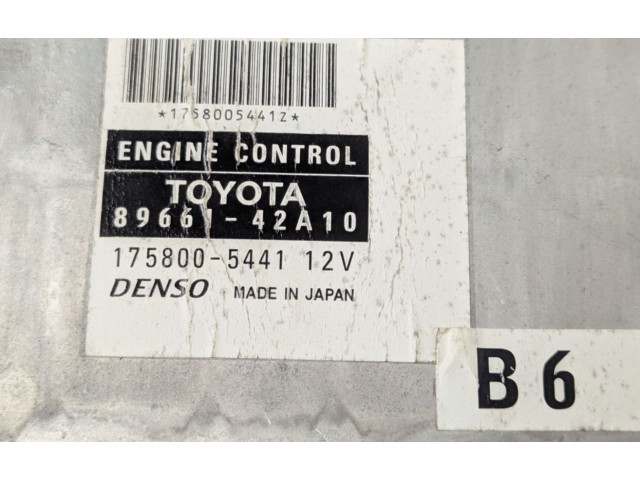 *1758005441Z*
ENGINE CONTROL
TOYOTA
89661-42A10
175800-5441 12V
DENSO MADE IN JAPAN
B6